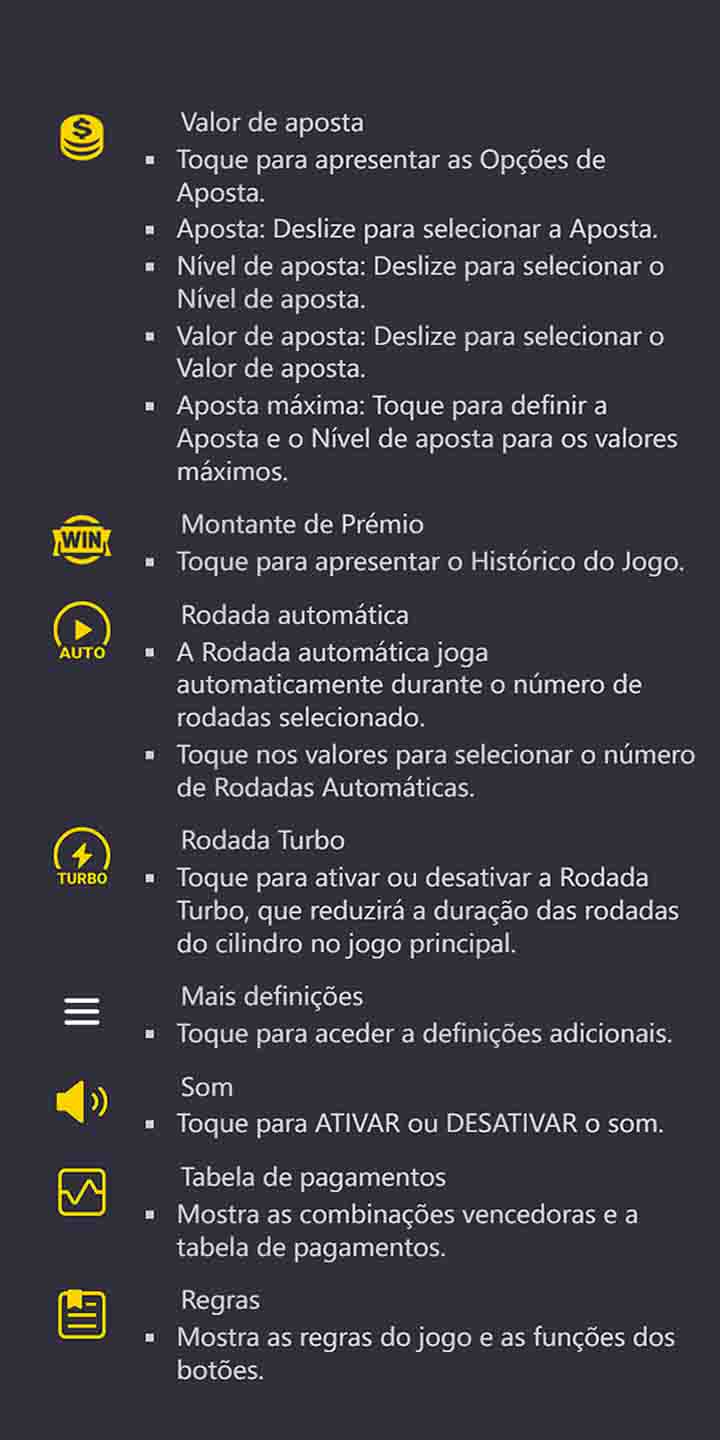 Valor de aposta
▪ Toque para apresentar as Opções de
Aposta.
▪ Aposta: Deslize para selecionar a Aposta.
▪ Nível de aposta: Deslize para selecionar o
Nível de aposta.
▪ Valor de aposta: Deslize para selecionar o
Valor de aposta.
▪ Aposta máxima: Toque para definir a
Aposta e o Nível de aposta para os valores
máximos.
WIN
Montante de Prémio
▪ Toque para apresentar o Histórico do Jogo.
AUTO
Rodada automática
▪ A Rodada automática joga
automaticamente durante o número de
rodadas selecionado.
▪ Toque nos valores para selecionar o número
de Rodadas Automáticas.
TURBO
Rodada Turbo
▪ Toque para ativar ou desativar a Rodada
Turbo, que reduzirá a duração das rodadas
do cilindro no jogo principal.
Mais definições
▪ Toque para aceder a definições adicionais.
Som
▪ Toque para ATIVAR ou DESATIVAR o som.
Tabela de pagamentos
▪ Mostra as combinações vencedoras e a
tabela de pagamentos.
Regras
▪ Mostra as regras do jogo e as funções dos
botões.